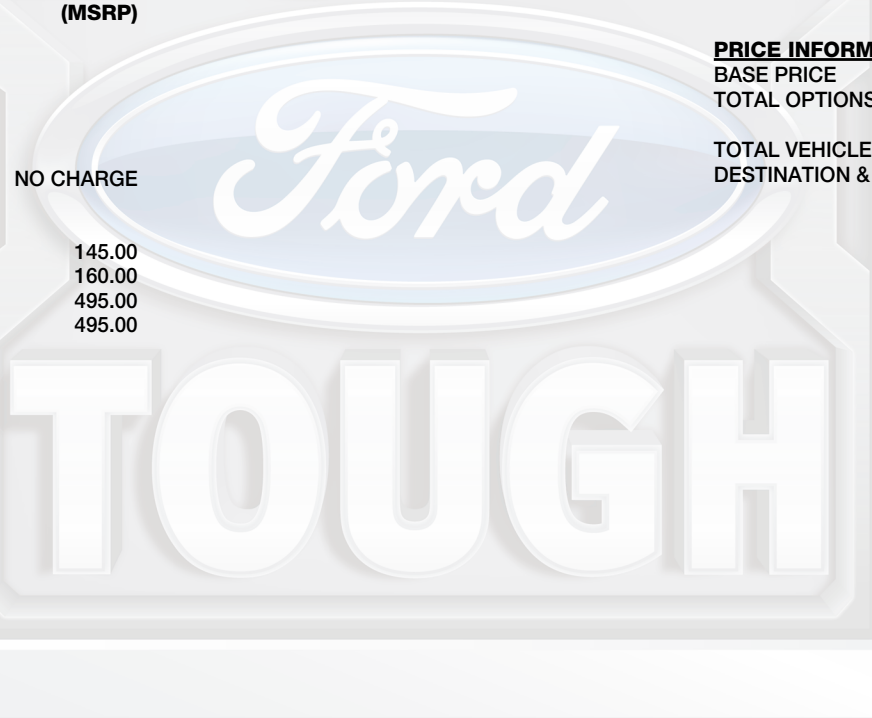 (MSRP)
NO CHARGE
145.00
160.00
495.00
495.00
PRICE INFORM
BASE PRICE
TOTAL OPTIONS
TOTAL VEHICLE
DESTINATION &
Ford
TOUGH